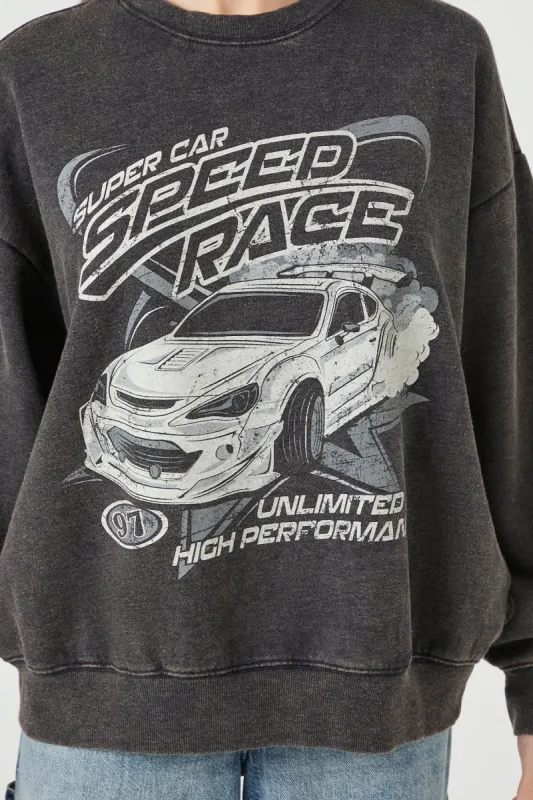 SUPER CAR
SPEED
RACE
97
UNLIMITED
HIGH PERFORMAN